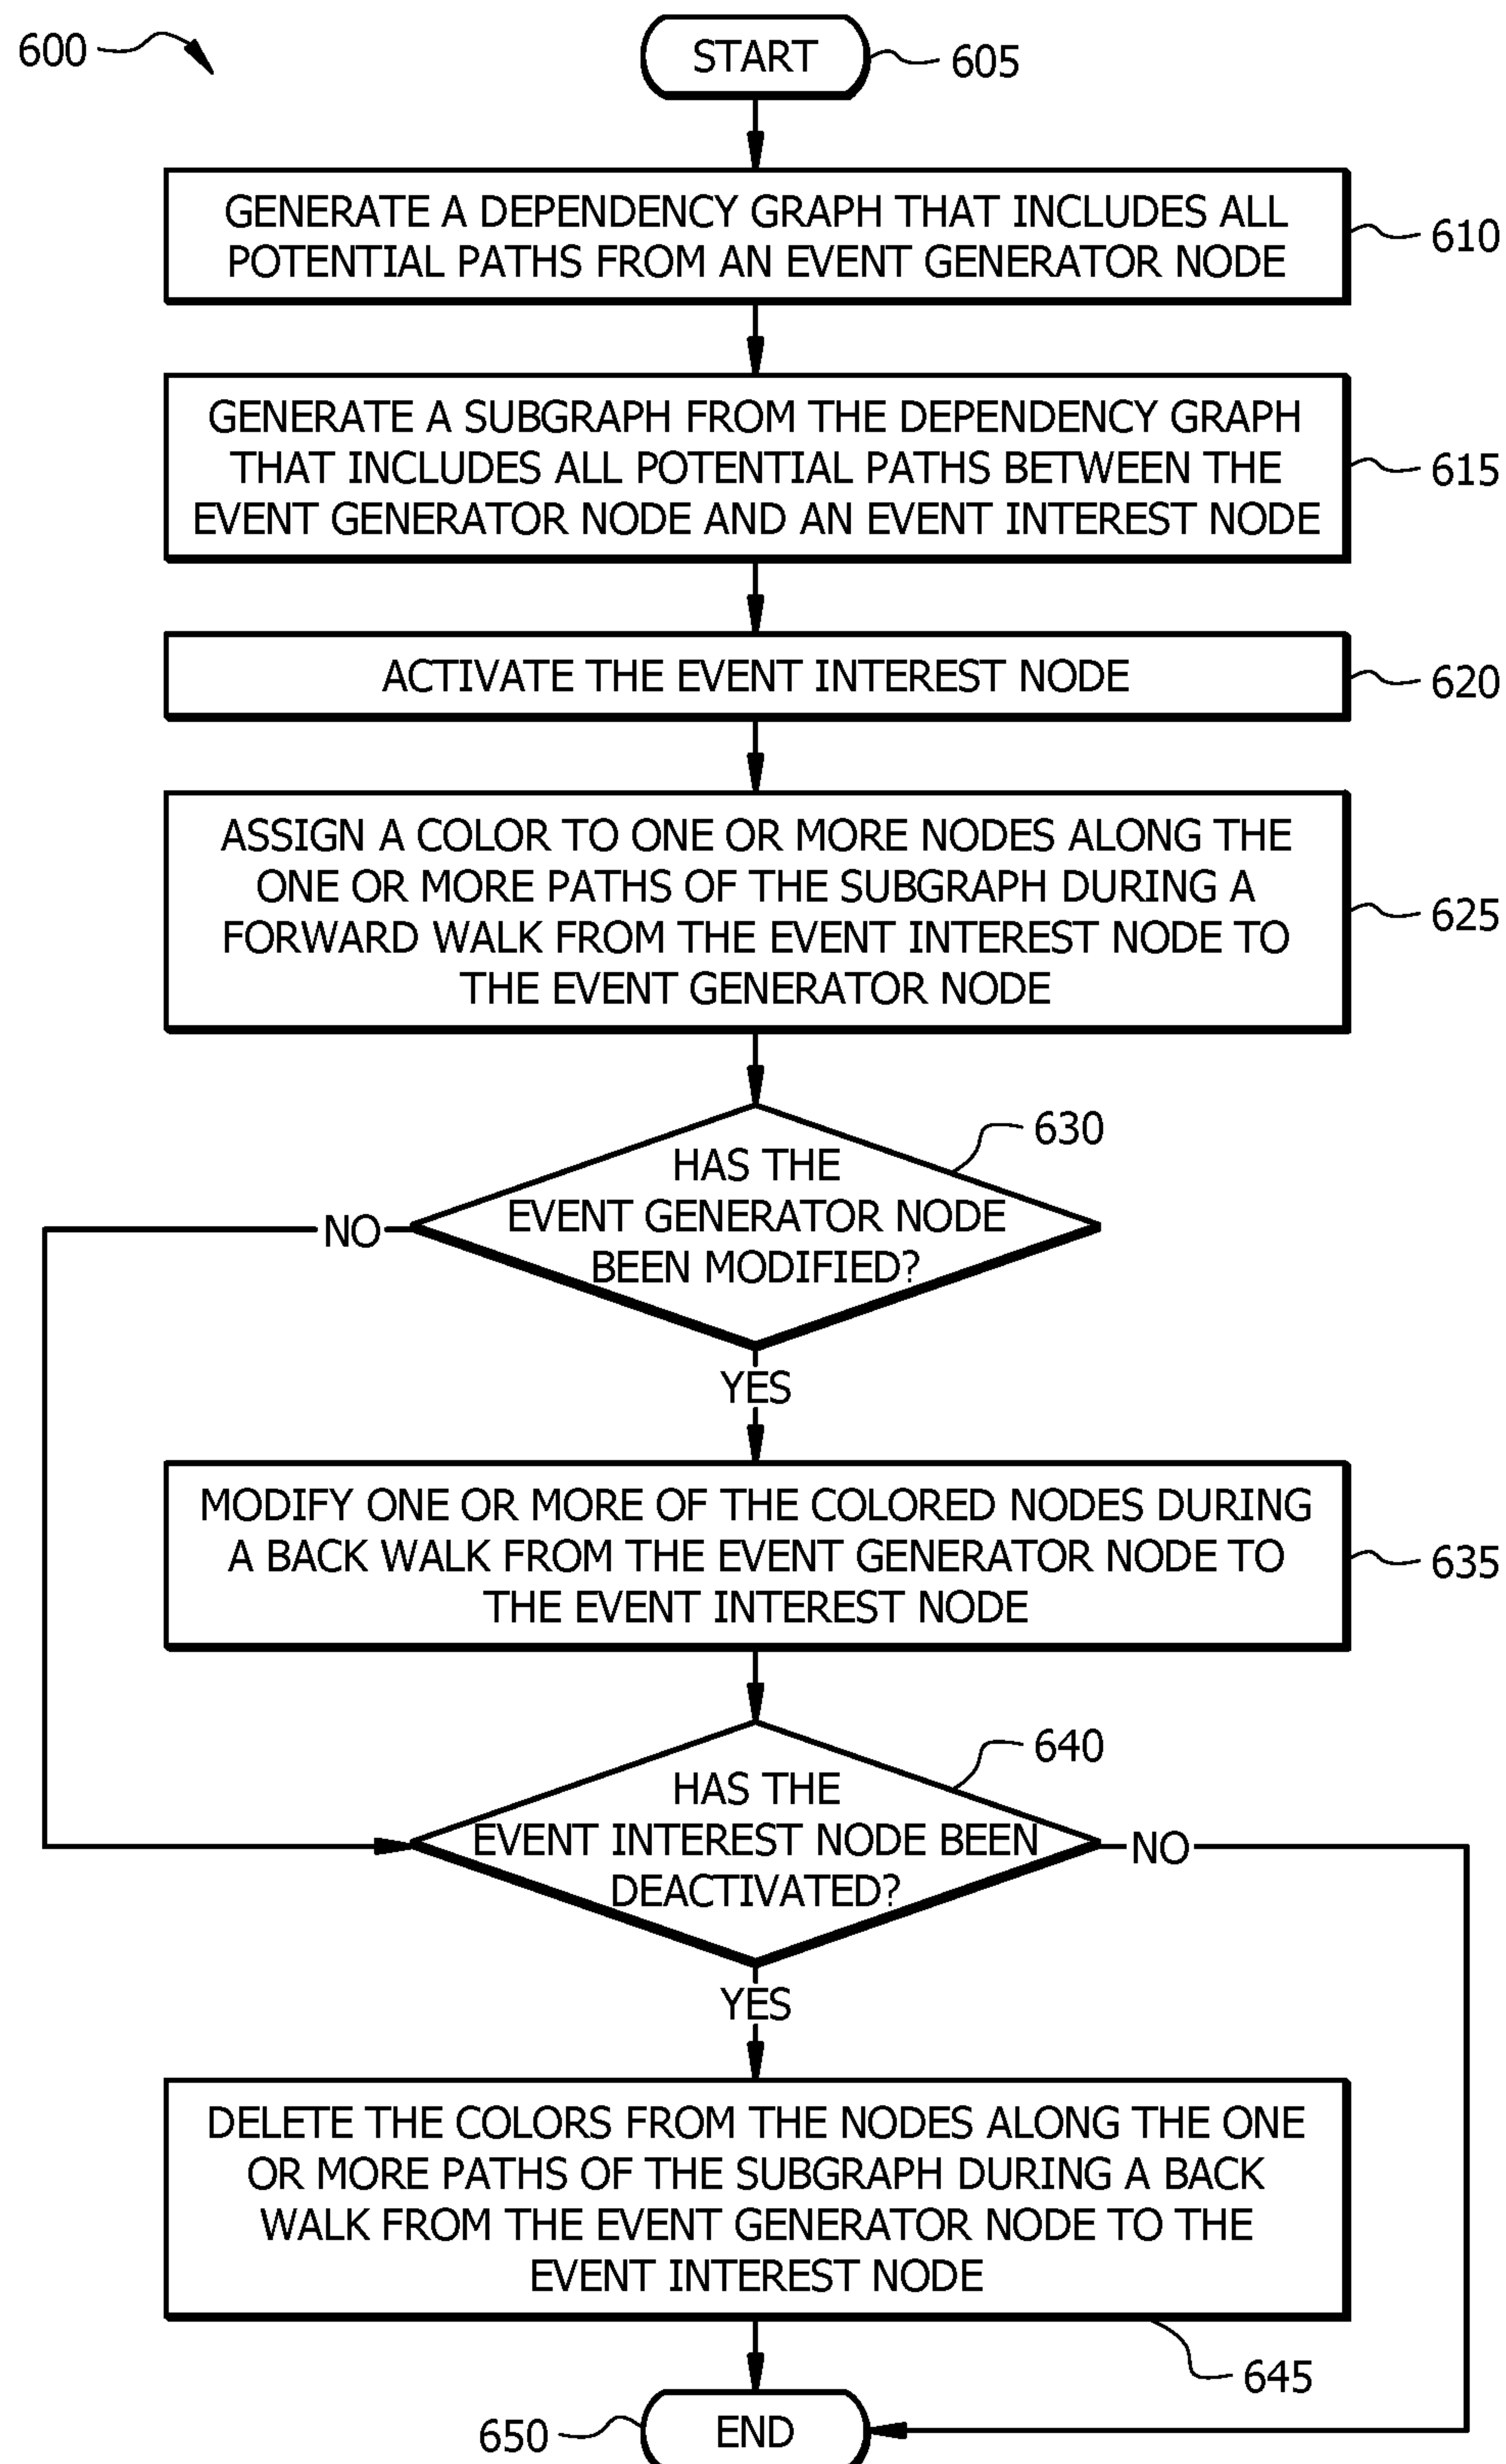 600
START
605
GENERATE A DEPENDENCY GRAPH THAT INCLUDES ALL
POTENTIAL PATHS FROM AN EVENT GENERATOR NODE
610
GENERATE A SUBGRAPH FROM THE DEPENDENCY GRAPH
THAT INCLUDES ALL POTENTIAL PATHS BETWEEN THE
EVENT GENERATOR NODE AND AN EVENT INTEREST NODE
615
ACTIVATE THE EVENT INTEREST NODE
620
ASSIGN A COLOR TO ONE OR MORE NODES ALONG THE
ONE OR MORE PATHS OF THE SUBGRAPH DURING A
FORWARD WALK FROM THE EVENT INTEREST NODE TO
THE EVENT GENERATOR NODE
625
HAS THE
EVENT GENERATOR NODE
BEEN MODIFIED?
630
NO
YES
MODIFY ONE OR MORE OF THE COLORED NODES DURING
A BACK WALK FROM THE EVENT GENERATOR NODE TO
THE EVENT INTEREST NODE
635
HAS THE
EVENT INTEREST NODE BEEN
DEACTIVATED?
640
NO
YES
DELETE THE COLORS FROM THE NODES ALONG THE ONE
OR MORE PATHS OF THE SUBGRAPH DURING A BACK
WALK FROM THE EVENT GENERATOR NODE TO THE
EVENT INTEREST NODE
645
650
END